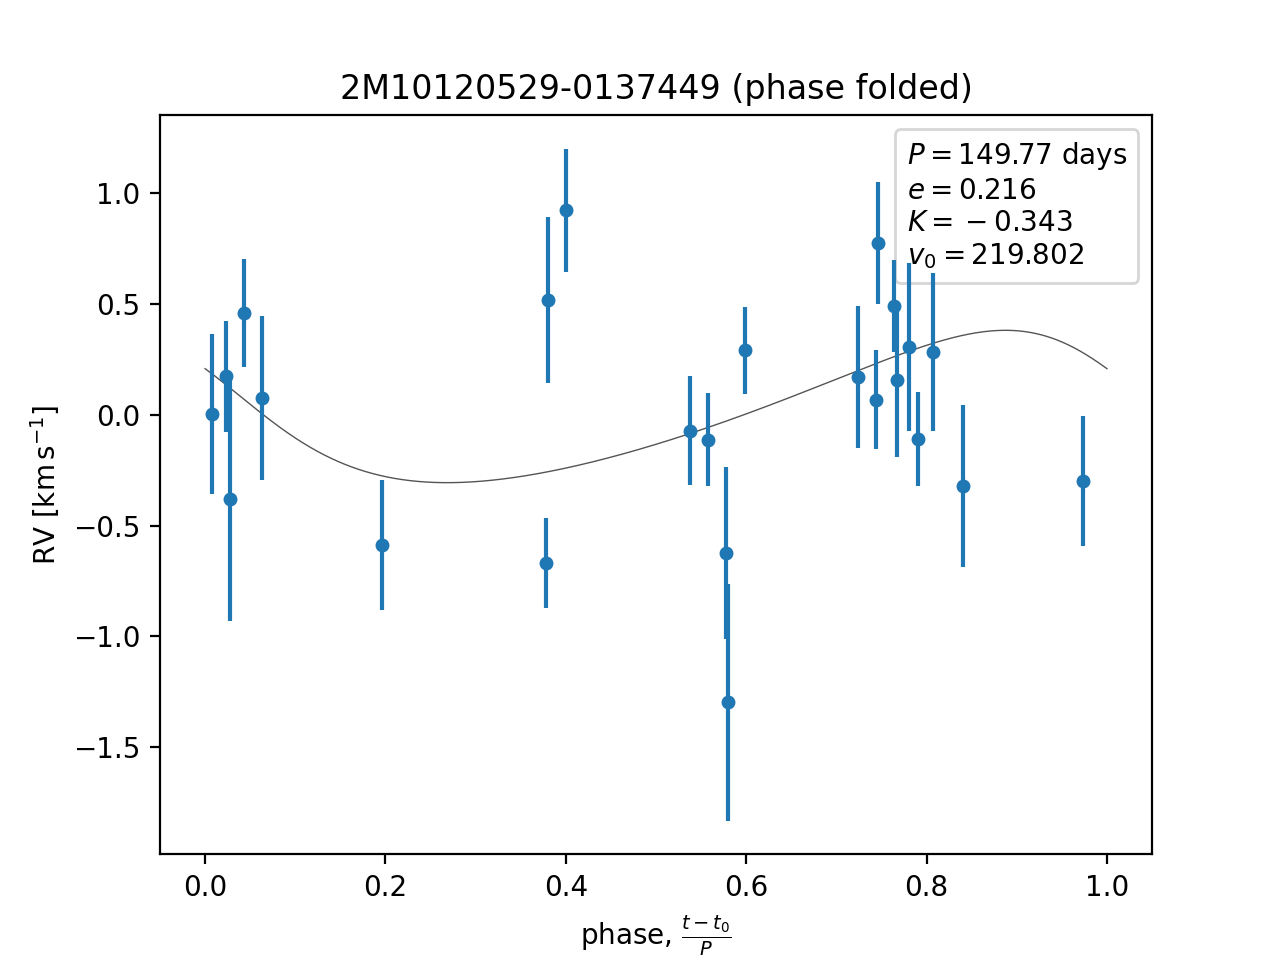 2M10120529-0137449 (phase folded)
P = 149.77 days
e = 0.216
K = −0.343
v₀ = 219.802
1.0
0.5
0.0
−0.5
−1.0
−1.5
RV [km s⁻¹]
0.0 0.2 0.4 0.6 0.8 1.0
phase, (t − t₀)/P